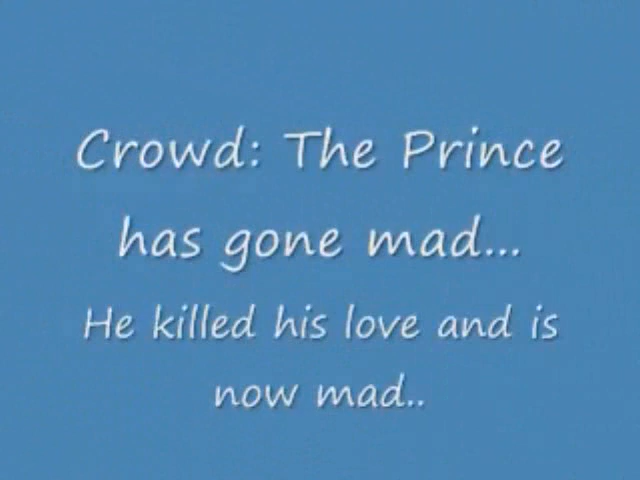 Crowd: The Prince
has gone mad...
He killed his love and is
now mad..